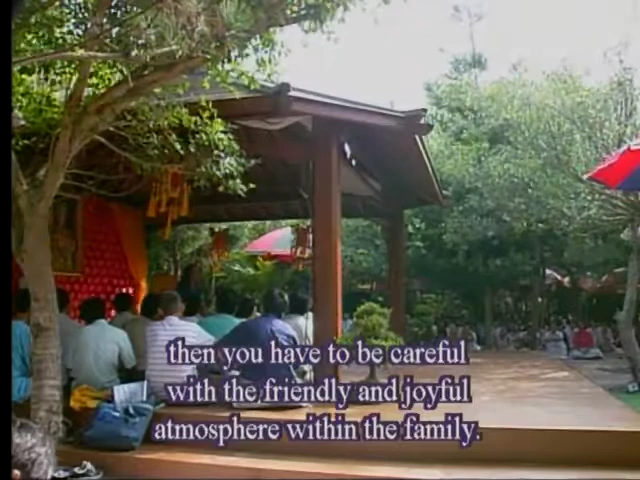 then you have to be careful
with the friendly and joyful
atmosphere within the family.